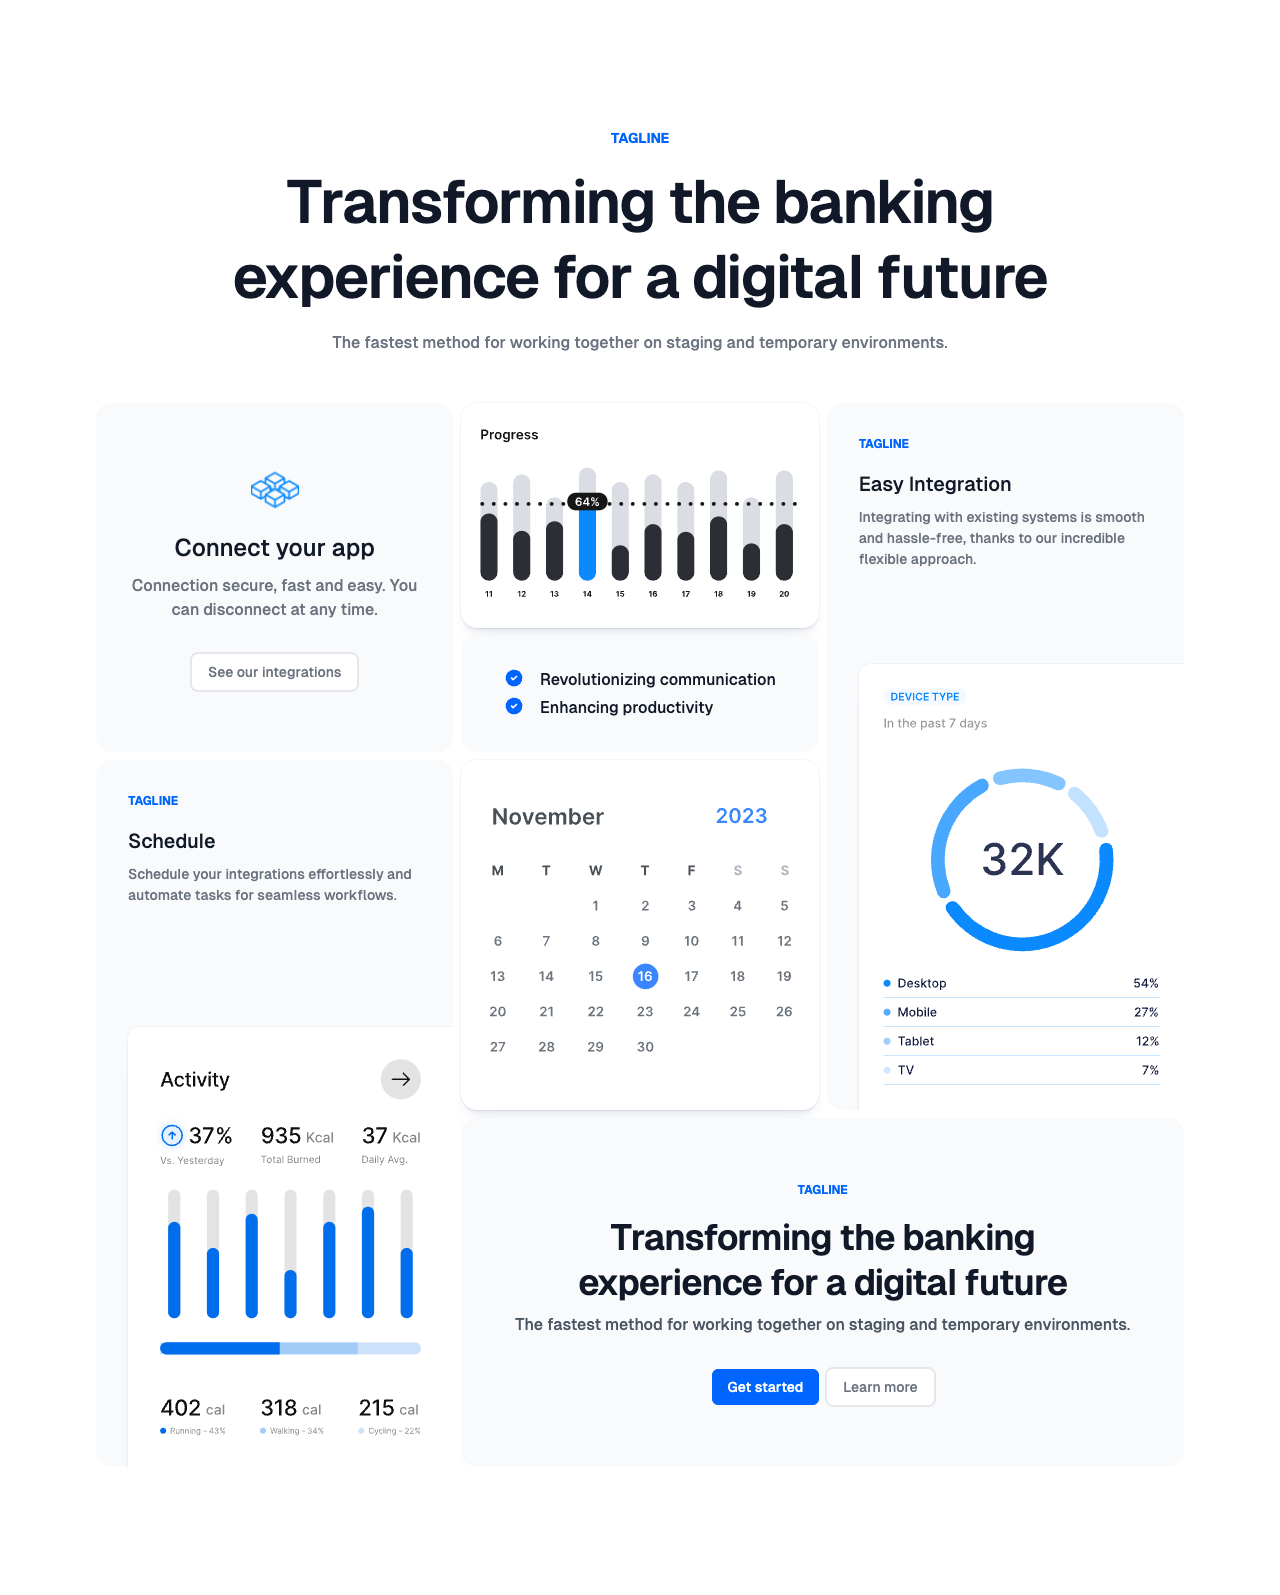 TAGLINE
Transforming the banking
experience for a digital future
The fastest method for working together on staging and temporary environments.
Connect your app
Connection secure, fast and easy. You
can disconnect at any time.
See our integrations
Progress
64%
11 12 13 14 15 16 17 18 19 20
Revolutionizing communication
Enhancing productivity
TAGLINE
Easy Integration
Integrating with existing systems is smooth
and hassle-free, thanks to our incredible
flexible approach.
DEVICE TYPE
In the past 7 days
32K
Desktop 54%
Mobile 27%
Tablet 12%
TV 7%
TAGLINE
Schedule
Schedule your integrations effortlessly and
automate tasks for seamless workflows.
Activity
37% 935 Kcal 37 Kcal
Vs. Yesterday Total Burned Daily Avg.
402 cal 318 cal 215 cal
Running - 43% Walking - 34% Cycling - 22%
November 2023
M T W T F S S
1 2 3 4 5
6 7 8 9 10 11 12
13 14 15 16 17 18 19
20 21 22 23 24 25 26
27 28 29 30
TAGLINE
Transforming the banking
experience for a digital future
The fastest method for working together on staging and temporary environments.
Get started Learn more